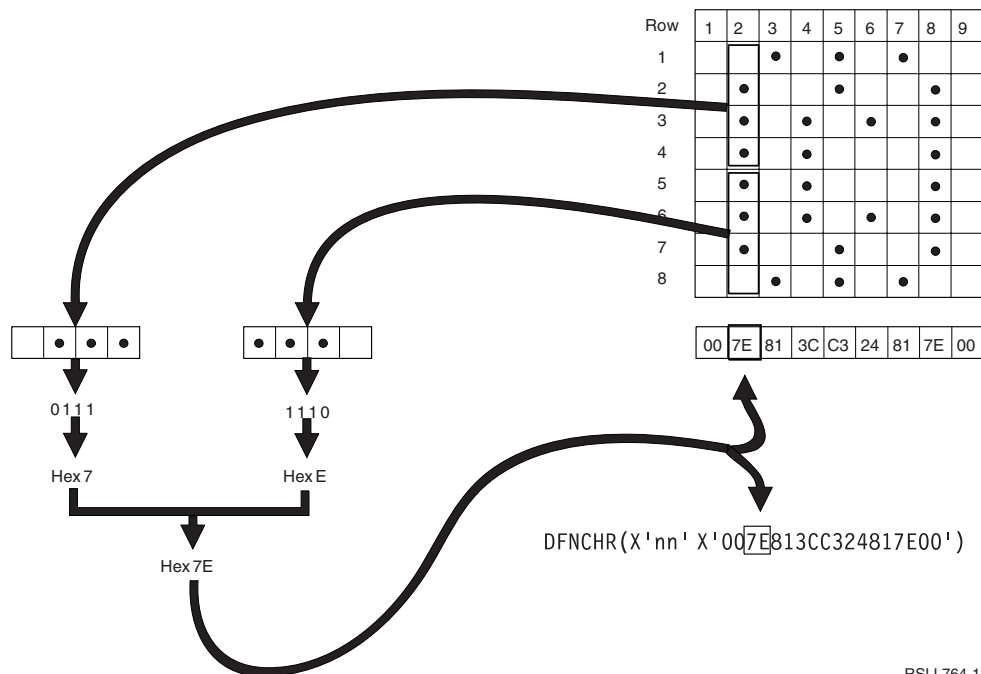 Row 1 2 3 4 5 6 7 8 9
1
2
3
4
5
6
7
8
00 7E 81 3C C3 24 81 7E 00
0111 1110
Hex 7 Hex E
Hex 7E
DFNCHR(X'nn' X'007E813CC324817E00')